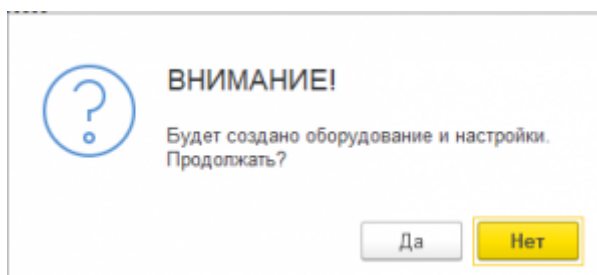 ВНИМАНИЕ!
Будет создано оборудование и настройки.
Продолжать?
Да
Нет